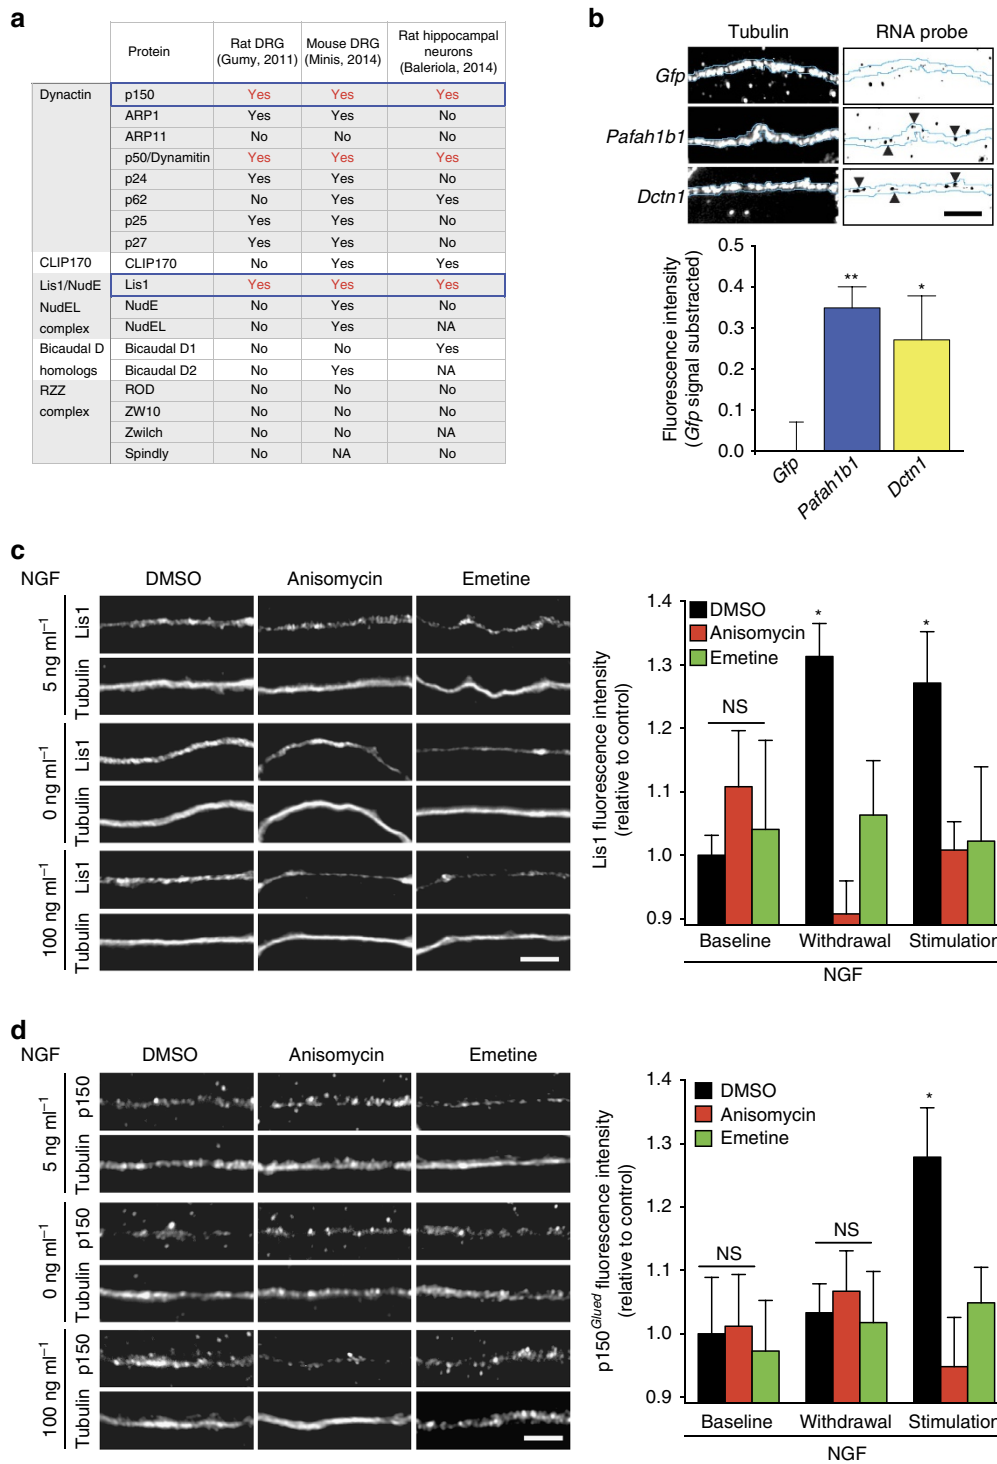 a
Protein
Rat DRG (Gumy, 2011)
Mouse DRG (Minis, 2014)
Rat hippocampal neurons (Baleriola, 2014)
Dynactin p150 Yes Yes Yes
ARP1 Yes Yes No
ARP11 No No No
p50/Dynamitin Yes Yes Yes
p24 Yes Yes No
p62 No Yes Yes
p25 Yes Yes No
p27 Yes Yes No
CLIP170 CLIP170 No Yes Yes
Lis1/NudE Lis1 Yes Yes Yes
NudEL NudE No Yes No
complex NudEL No Yes NA
Bicaudal D Bicaudal D1 No No Yes
homologs Bicaudal D2 No Yes NA
RZZ ROD No No No
complex ZW10 No No No
Zwilch No No NA
Spindly No NA No
b
Tubulin RNA probe
Gfp
Pafah1b1
Dctn1
Fluorescence intensity
(Gfp signal substracted)
0.5
0.4
0.3
0.2
0.1
0.0
** *
Gfp Pafah1b1 Dctn1
c
NGF DMSO Anisomycin Emetine
5 ng ml⁻¹
Lis1
Tubulin
0 ng ml⁻¹
Lis1
Tubulin
100 ng ml⁻¹
Lis1
Tubulin
Lis1 fluorescence intensity
(relative to control)
1.4
1.3
1.2
1.1
1.0
0.9
DMSO
Anisomycin
Emetine
NS * *
Baseline Withdrawal Stimulation
NGF
d
NGF DMSO Anisomycin Emetine
5 ng ml⁻¹
p150
Tubulin
0 ng ml⁻¹
p150
Tubulin
100 ng ml⁻¹
p150
Tubulin
p150Glued fluorescence intensity
(relative to control)
1.4
1.3
1.2
1.1
1.0
0.9
DMSO
Anisomycin
Emetine
NS NS *
Baseline Withdrawal Stimulation
NGF